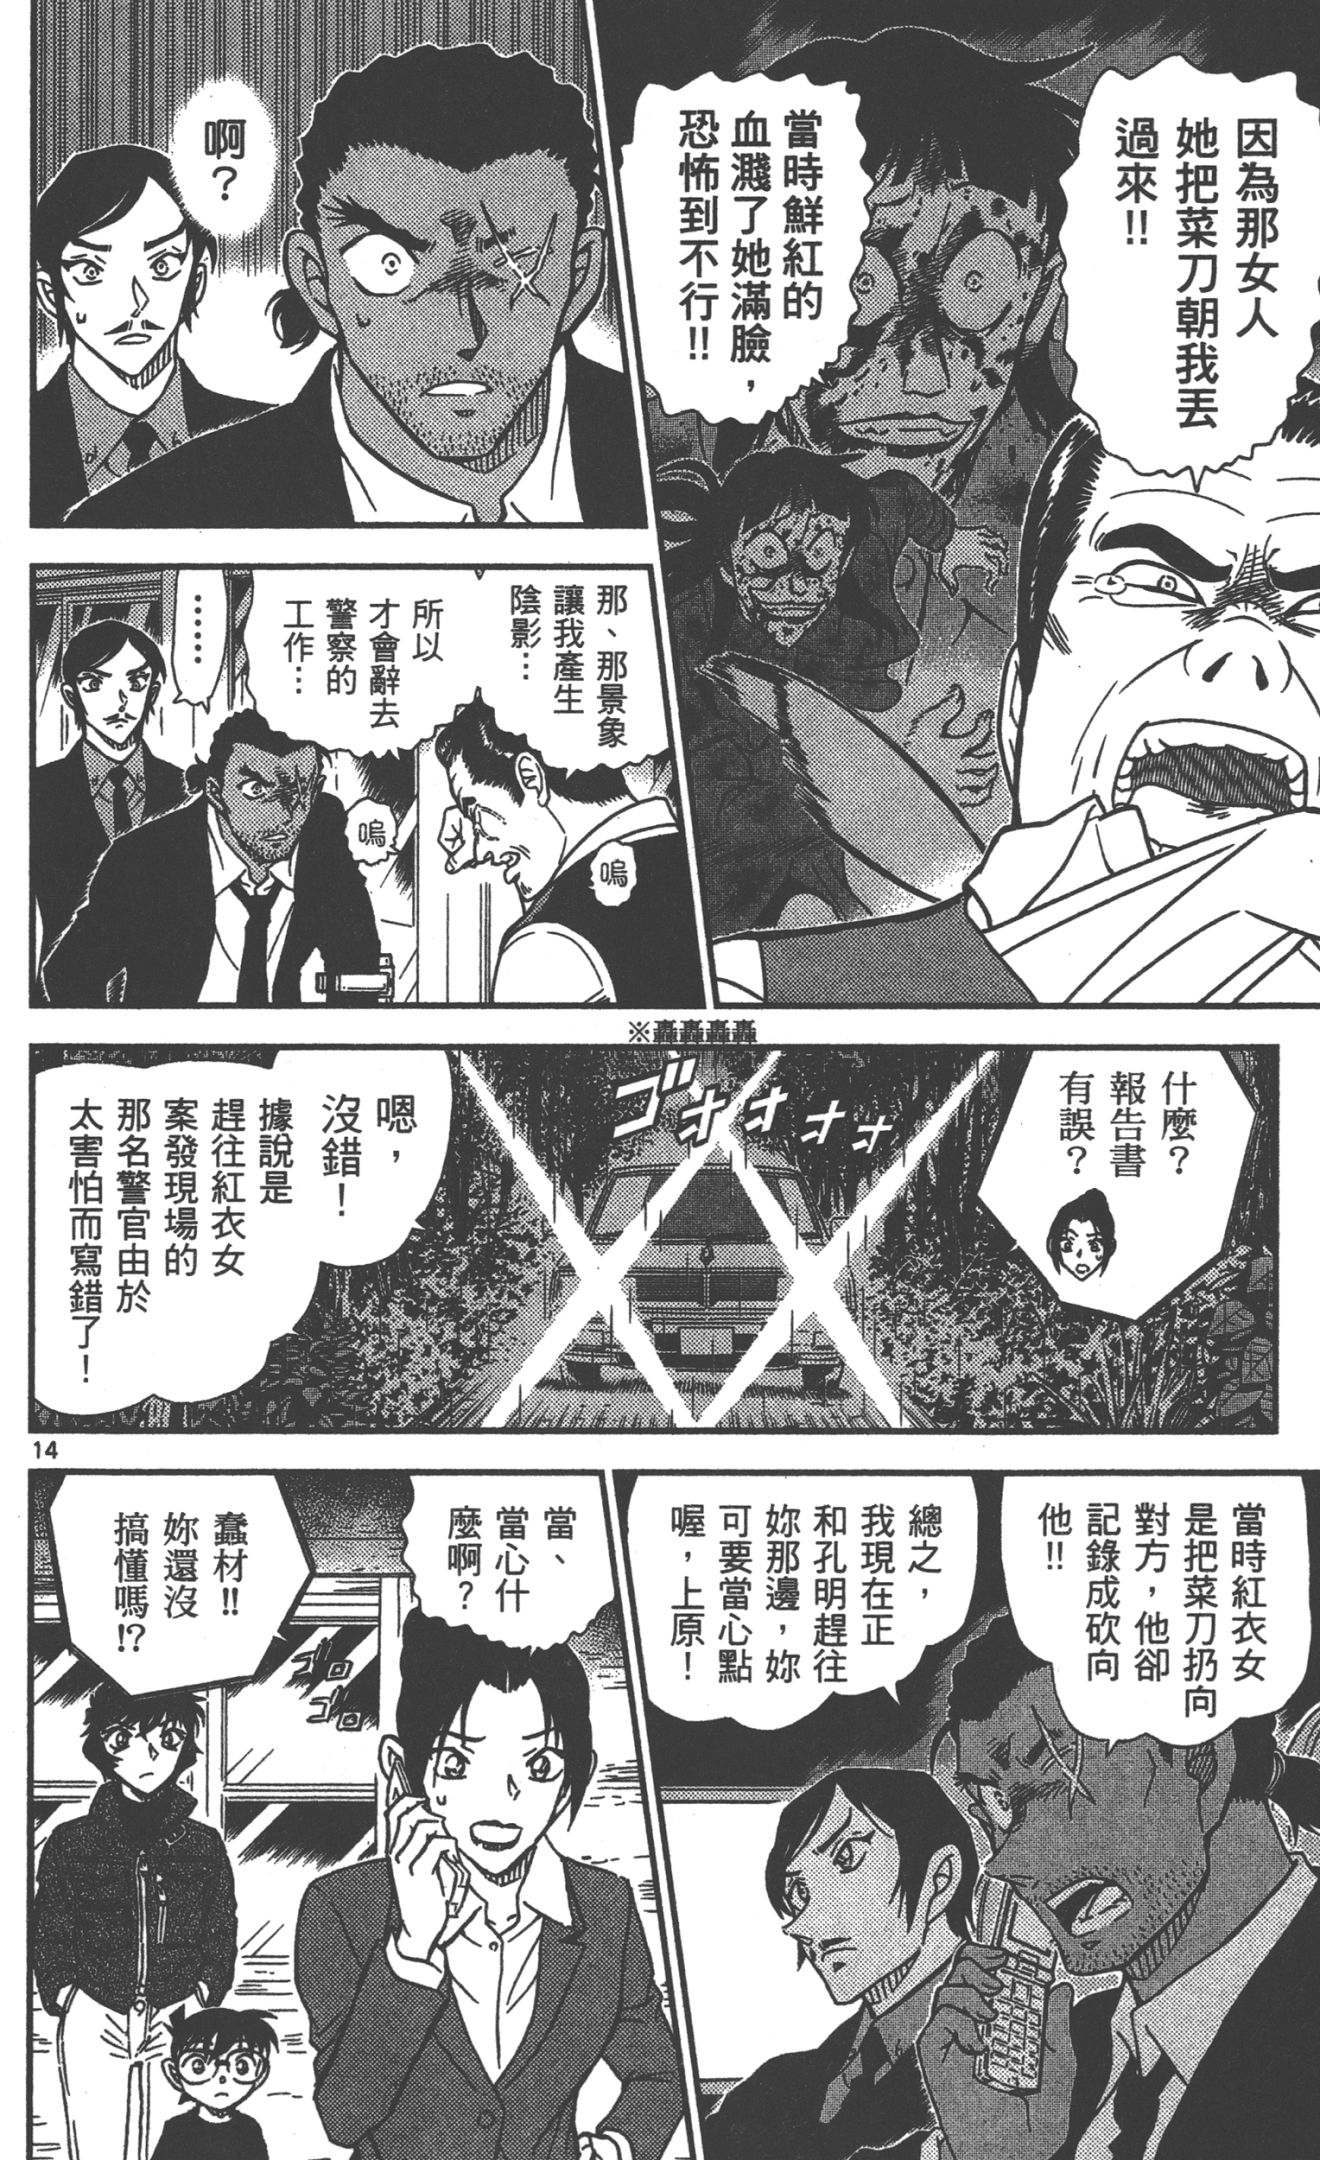 因為那女人
她把菜刀朝我丟
過來!!
當時鮮紅的
血濺了她滿臉，
恐怖到不行!!
啊？
那、那景象
讓我產生
陰影…
所以
才會辭去
警察的
工作…
嗚
嗚
……
※轟轟轟轟
ゴォォォォ
什麼？
報告書
有誤？
嗯，
沒錯！
據說是
趕往紅衣女
案發現場的
那名警官由於
太害怕而寫錯了！
14
當時紅衣女
是把菜刀扔向
對方，他卻
記錄成砍向
他!!
總之，
我現在正
和孔明趕往
妳那邊，妳
可要當心點
喔，上原！
當、
當心什
麼啊？
蠢材!!
妳還沒
搞懂嗎!?
ゴロ
ゴロ